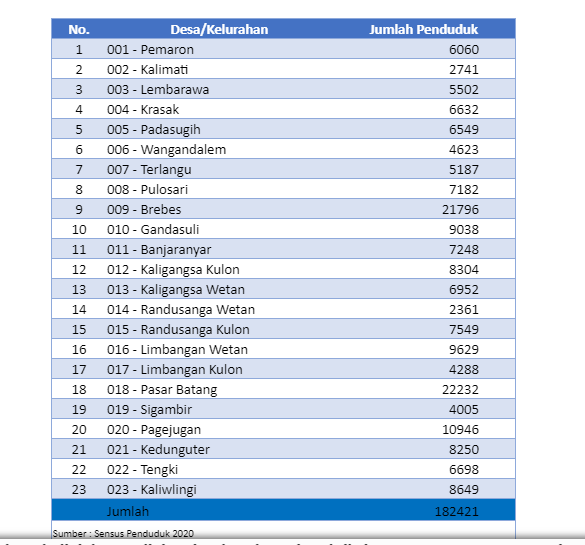 No. Desa/Kelurahan Jumlah Penduduk
1 001 - Pemaron 6060
2 002 - Kalimati 2741
3 003 - Lembarawa 5502
4 004 - Krasak 6632
5 005 - Padasugih 6549
6 006 - Wangandalem 4623
7 007 - Terlangu 5187
8 008 - Pulosari 7182
9 009 - Brebes 21796
10 010 - Gandasuli 9038
11 011 - Banjaranyar 7248
12 012 - Kaligangsa Kulon 8304
13 013 - Kaligangsa Wetan 6952
14 014 - Randusanga Wetan 2361
15 015 - Randusanga Kulon 7549
16 016 - Limbangan Wetan 9629
17 017 - Limbangan Kulon 4288
18 018 - Pasar Batang 22232
19 019 - Sigambir 4005
20 020 - Pagejugan 10946
21 021 - Kedunguter 8250
22 022 - Tengki 6698
23 023 - Kaliwlingi 8649
Jumlah 182421
Sumber : Sensus Penduduk 2020